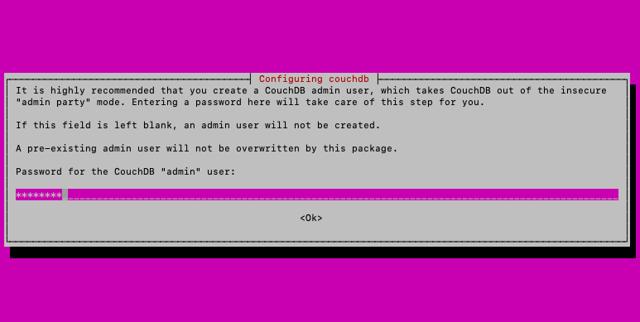 Configuring couchdb
It is highly recommended that you create a CouchDB admin user, which takes CouchDB out of the insecure
"admin party" mode. Entering a password here will take care of this step for you.
If this field is left blank, an admin user will not be created.
A pre-existing admin user will not be overwritten by this package.
Password for the CouchDB "admin" user:
********
<Ok>